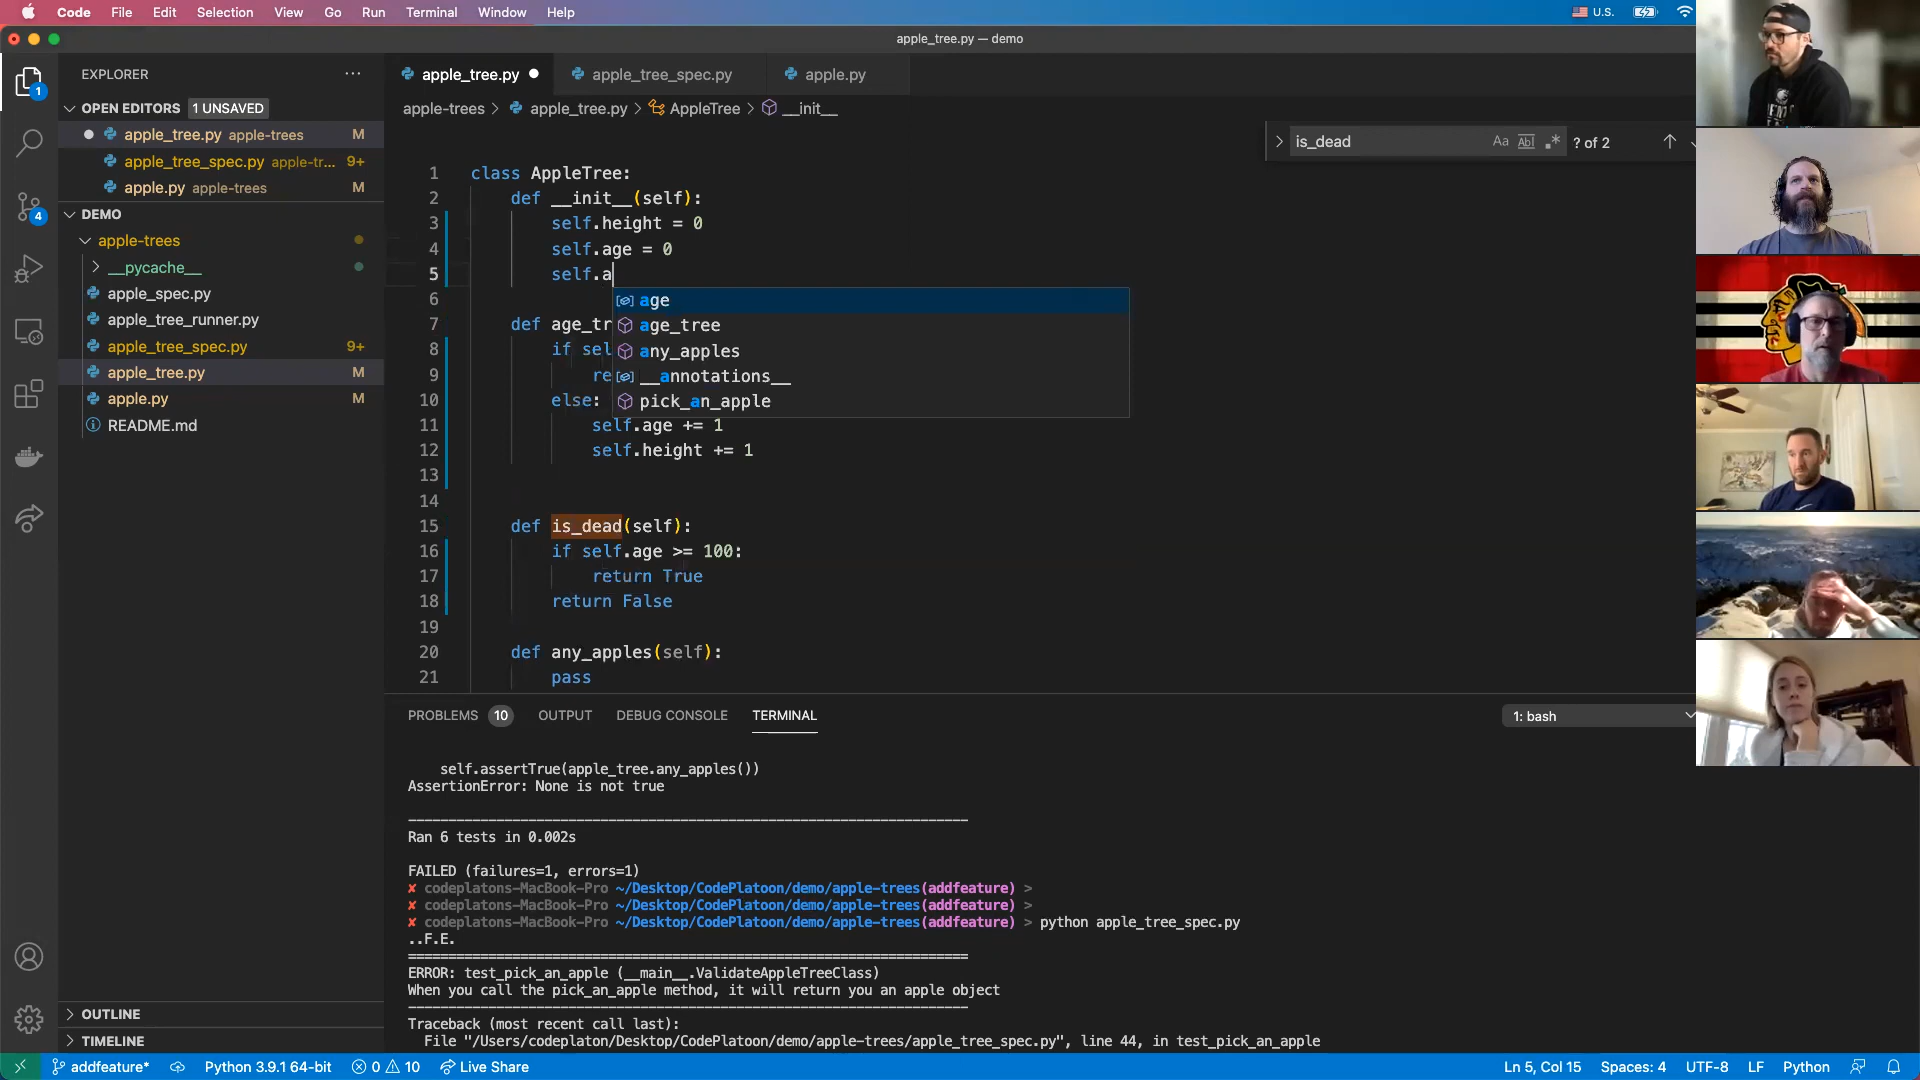 Code File Edit Selection View Go Run Terminal Window Help U.S.
apple_tree.py — demo
EXPLORER
OPEN EDITORS 1 UNSAVED
apple_tree.py apple-trees M
apple_tree_spec.py apple-tr... 9+
apple.py apple-trees M
DEMO
apple-trees
__pycache__
apple_spec.py
apple_tree_runner.py
apple_tree_spec.py 9+
apple_tree.py M
apple.py M
README.md
OUTLINE
TIMELINE
1
4
apple_tree.py apple_tree_spec.py apple.py
apple-trees > apple_tree.py > AppleTree > __init__
is_dead Aa Abl .* ? of 2
1 class AppleTree:
2 def __init__(self):
3 self.height = 0
4 self.age = 0
5 self.a
6
7 def age_tr
8 if sel
9 re
10 else:
11 self.age += 1
12 self.height += 1
13
14
15 def is_dead(self):
16 if self.age >= 100:
17 return True
18 return False
19
20 def any_apples(self):
21 pass
age
age_tree
any_apples
__annotations__
pick_an_apple
PROBLEMS 10 OUTPUT DEBUG CONSOLE TERMINAL 1: bash
self.assertTrue(apple_tree.any_apples())
AssertionError: None is not true
----------------------------------------------------------------------
Ran 6 tests in 0.002s
FAILED (failures=1, errors=1)
✘ codeplatons-MacBook-Pro ~/Desktop/CodePlatoon/demo/apple-trees(addfeature) >
✘ codeplatons-MacBook-Pro ~/Desktop/CodePlatoon/demo/apple-trees(addfeature) >
✘ codeplatons-MacBook-Pro ~/Desktop/CodePlatoon/demo/apple-trees(addfeature) > python apple_tree_spec.py
..F.E.
======================================================================
ERROR: test_pick_an_apple (__main__.ValidateAppleTreeClass)
When you call the pick_an_apple method, it will return you an apple object
----------------------------------------------------------------------
Traceback (most recent call last):
File "/Users/codeplaton/Desktop/CodePlatoon/demo/apple-trees/apple_tree_spec.py", line 44, in test_pick_an_apple
addfeature* Python 3.9.1 64-bit 0 10 Live Share Ln 5, Col 15 Spaces: 4 UTF-8 LF Python